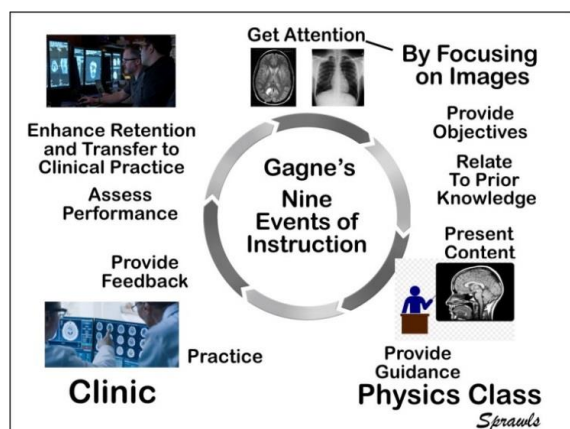 Get Attention
By Focusing
on Images
Provide
Objectives
Relate
To Prior
Knowledge
Present
Content
Provide
Guidance
Physics Class
Practice
Clinic
Provide
Feedback
Assess
Performance
Enhance Retention
and Transfer to
Clinical Practice
Gagne's
Nine
Events of
Instruction
Sprawls